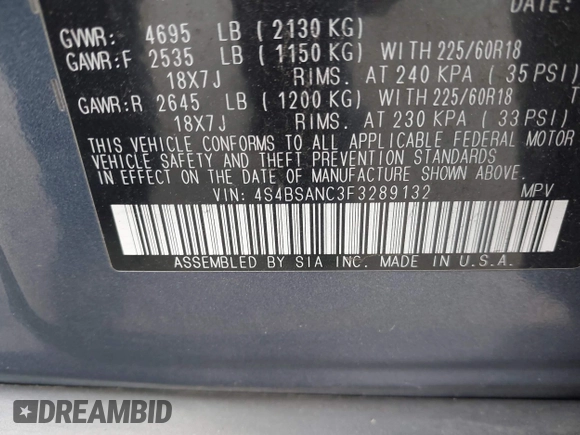 DATE:
GVWR: 4695 LB ( 2130 KG)
GAWR:F 2535 LB ( 1150 KG) WITH 225/60R18
18X7J RIMS. AT 240 KPA ( 35 PSI)
GAWR:R 2645 LB ( 1200 KG) WITH 225/60R18 T
18X7J RIMS. AT 230 KPA ( 33 PSI)
THIS VEHICLE CONFORMS TO ALL APPLICABLE FEDERAL MOTOR
VEHICLE SAFETY AND THEFT PREVENTION STANDARDS
IN EFFECT ON THE DATE OF MANUFACTURE SHOWN ABOVE.
VIN: 4S4BSANC3F3289132 MPV
ASSEMBLED BY SIA INC. MADE IN U.S.A.
DREAMBID